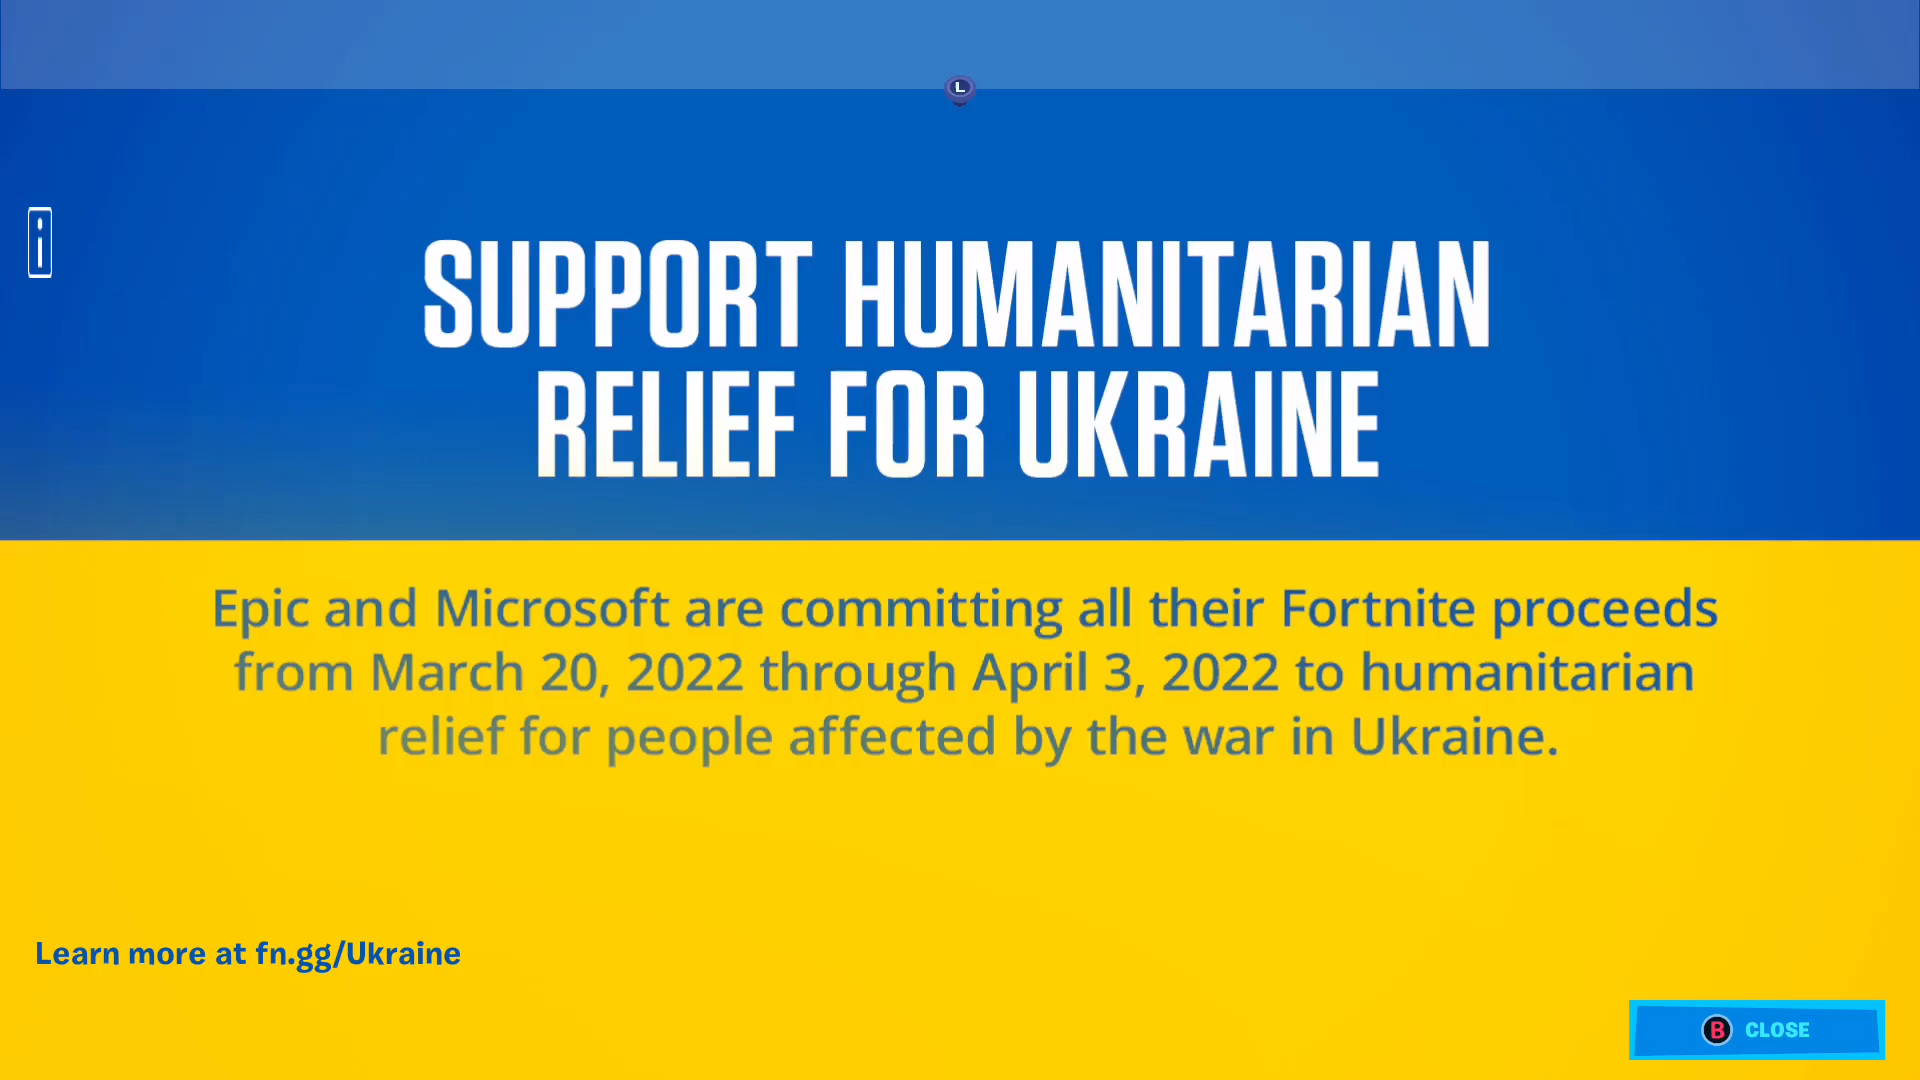 L
i
SUPPORT HUMANITARIAN
RELIEF FOR UKRAINE
Epic and Microsoft are committing all their Fortnite proceeds
from March 20, 2022 through April 3, 2022 to humanitarian
relief for people affected by the war in Ukraine.
Learn more at fn.gg/Ukraine
B CLOSE